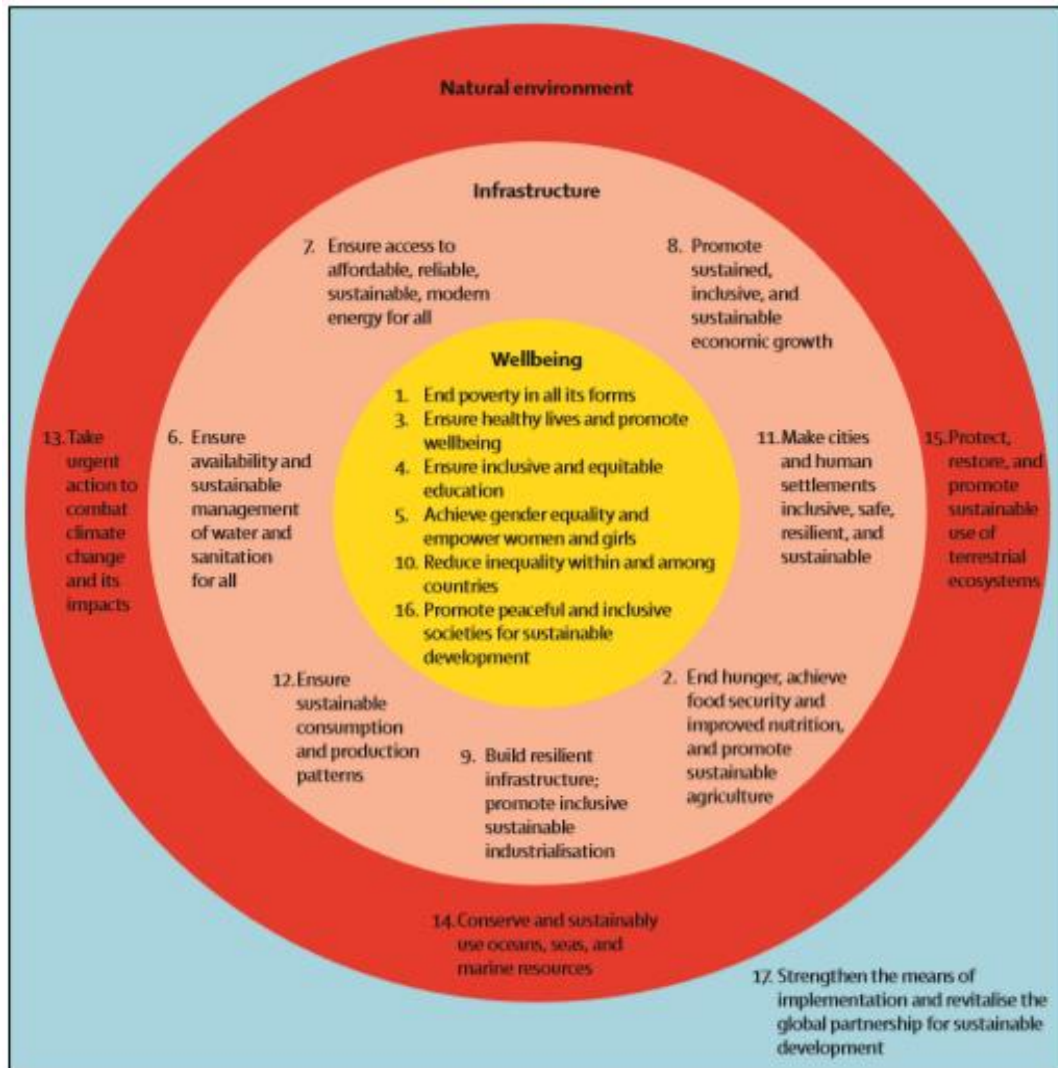 Natural environment
Infrastructure
7. Ensure access to
affordable, reliable,
sustainable, modern
energy for all
8. Promote
sustained,
inclusive, and
sustainable
economic growth
Wellbeing
1. End poverty in all its forms
3. Ensure healthy lives and promote
wellbeing
4. Ensure inclusive and equitable
education
5. Achieve gender equality and
empower women and girls
10. Reduce inequality within and among
countries
16. Promote peaceful and inclusive
societies for sustainable
development
13. Take
urgent
action to
combat
climate
change
and its
impacts
6. Ensure
availability and
sustainable
management
of water and
sanitation
for all
11. Make cities
and human
settlements
inclusive, safe,
resilient, and
sustainable
15. Protect,
restore, and
promote
sustainable
use of
terrestrial
ecosystems
12. Ensure
sustainable
consumption
and production
patterns
9. Build resilient
infrastructure;
promote inclusive
sustainable
industrialisation
2. End hunger, achieve
food security and
improved nutrition,
and promote
sustainable
agriculture
14. Conserve and sustainably
use oceans, seas, and
marine resources
17. Strengthen the means of
implementation and revitalise the
global partnership for sustainable
development